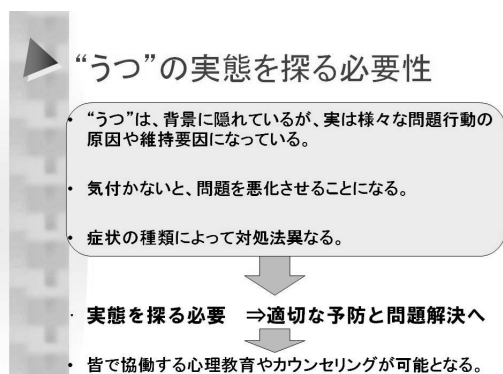 “うつ”の実態を探る必要性
• “うつ”は、背景に隠れているが、実は様々な問題行動の
原因や維持要因になっている。
• 気付かないと、問題を悪化させることになる。
• 症状の種類によって対処法異なる。
• 実態を探る必要 ⇒適切な予防と問題解決へ
• 皆で協働する心理教育やカウンセリングが可能となる。